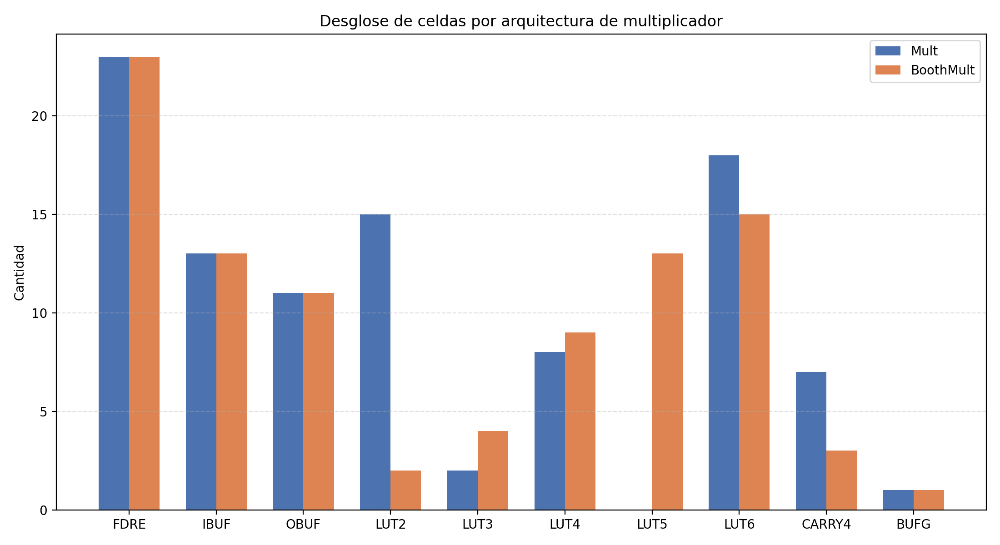 Desglose de celdas por arquitectura de multiplicador
Mult
BoothMult
Cantidad
20
15
10
5
0
FDRE
IBUF
OBUF
LUT2
LUT3
LUT4
LUT5
LUT6
CARRY4
BUFG